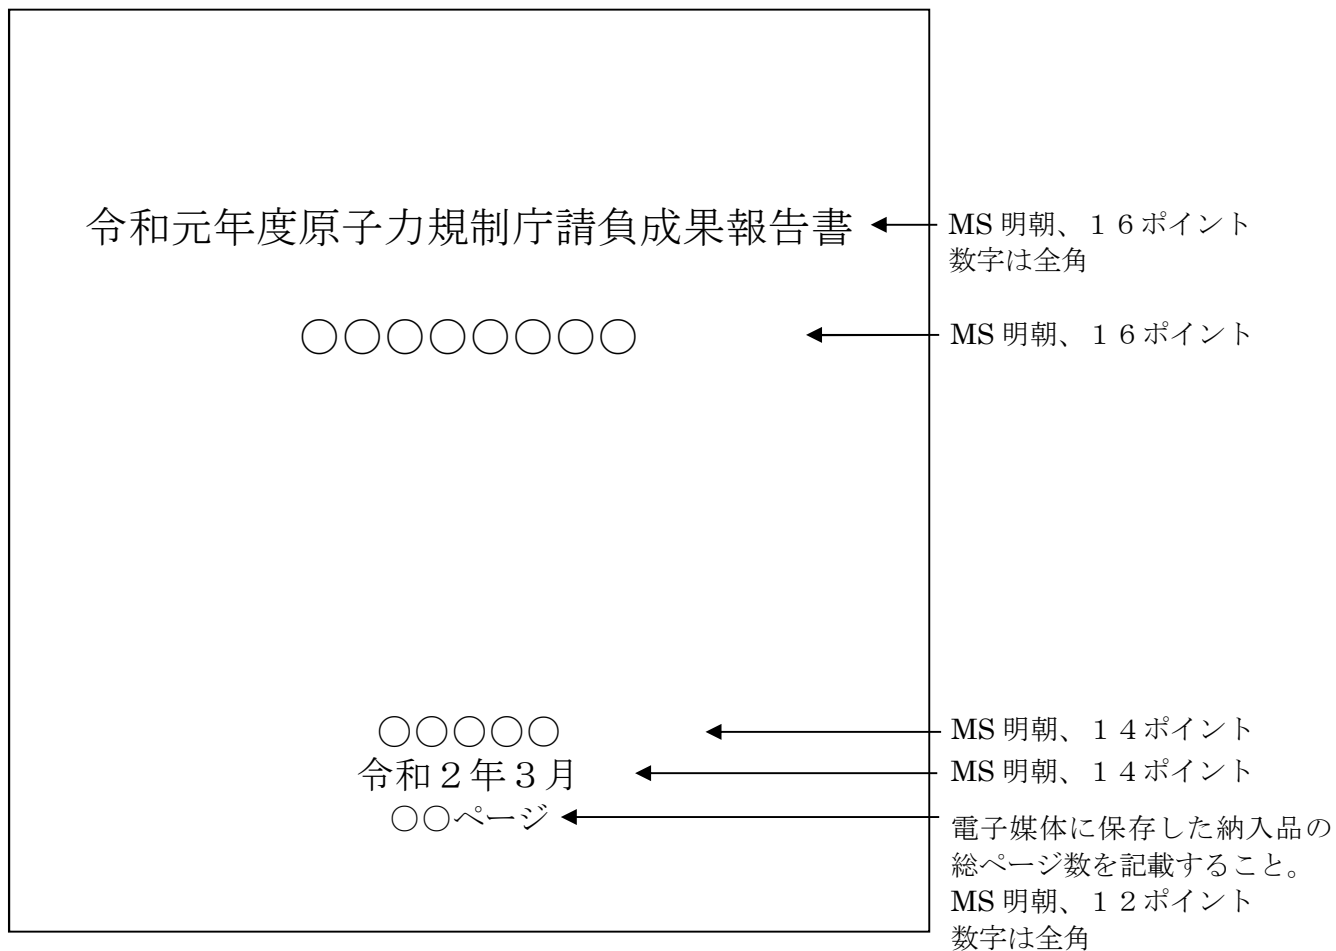 令和元年度原子力規制庁請負成果報告書
MS 明朝、１６ポイント
数字は全角
○○○○○○○○
MS 明朝、１６ポイント
○○○○○
MS 明朝、１４ポイント
令和２年３月
MS 明朝、１４ポイント
○○ページ
電子媒体に保存した納入品の
総ページ数を記載すること。
MS 明朝、１２ポイント
数字は全角